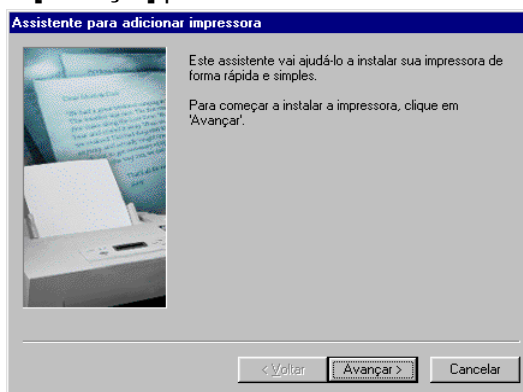 Assistente para adicionar impressora
Este assistente vai ajudá-lo a instalar sua impressora de
forma rápida e simples.
Para começar a instalar a impressora, clique em
'Avançar'.
< Voltar
Avançar >
Cancelar